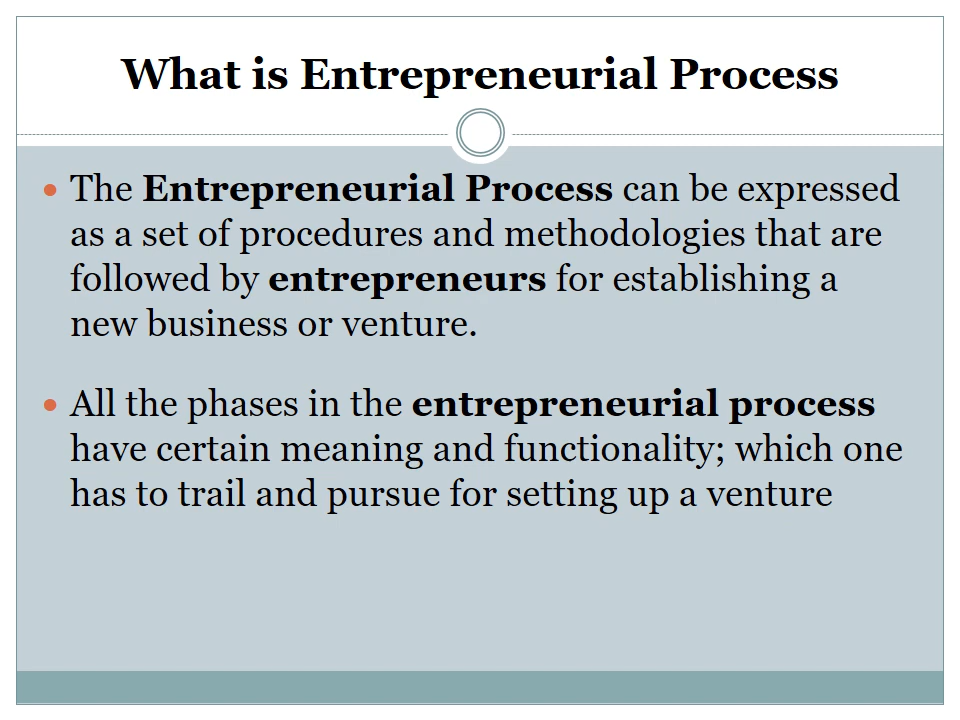 What is Entrepreneurial Process
• The Entrepreneurial Process can be expressed
as a set of procedures and methodologies that are
followed by entrepreneurs for establishing a
new business or venture.
• All the phases in the entrepreneurial process
have certain meaning and functionality; which one
has to trail and pursue for setting up a venture